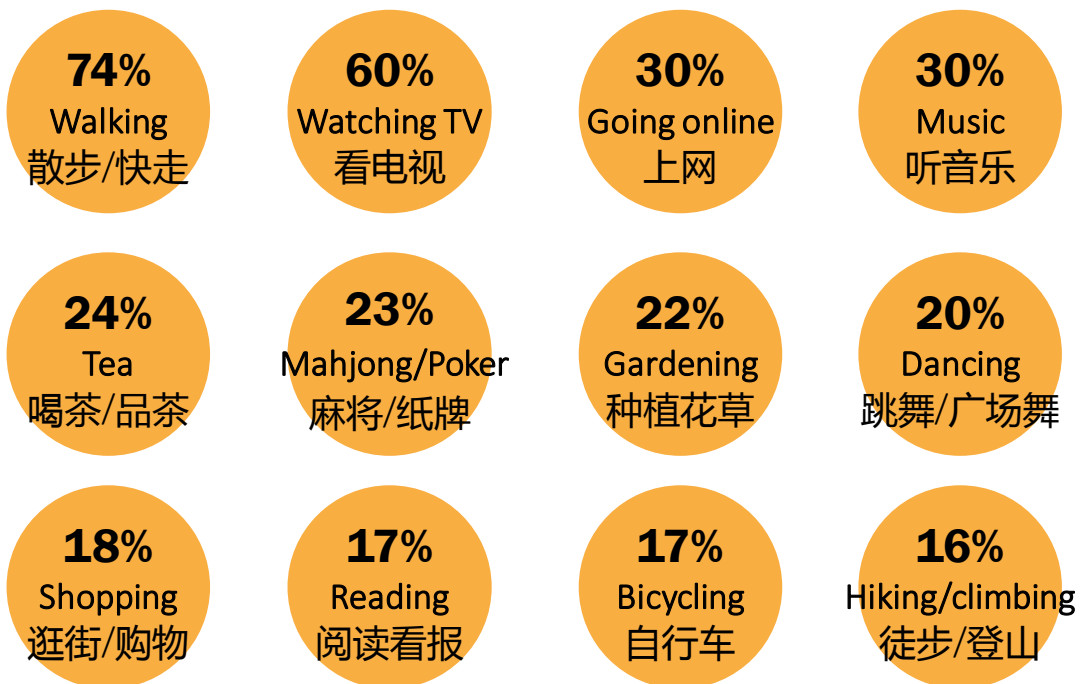 74%
Walking
散步/快走
60%
Watching TV
看电视
30%
Going online
上网
30%
Music
听音乐
24%
Tea
喝茶/品茶
23%
Mahjong/Poker
麻将/纸牌
22%
Gardening
种植花草
20%
Dancing
跳舞/广场舞
18%
Shopping
逛街/购物
17%
Reading
阅读看报
17%
Bicycling
自行车
16%
Hiking/climbing
徒步/登山